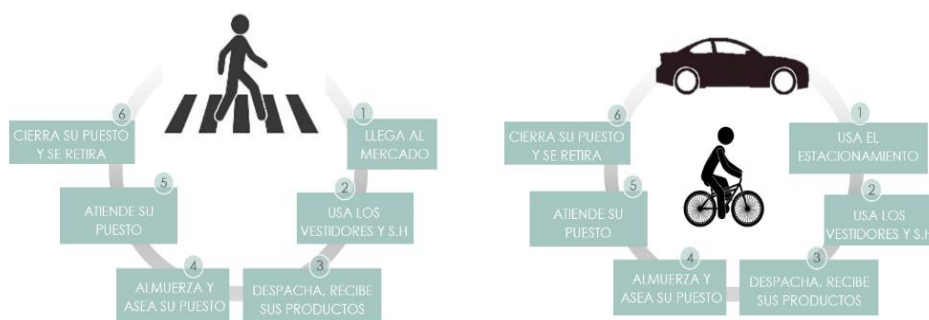 1
LLEGA AL
MERCADO
2
USA LOS
VESTIDORES Y S.H
3
DESPACHA, RECIBE
SUS PRODUCTOS
4
ALMUERZA Y
ASEA SU PUESTO
5
ATIENDE SU
PUESTO
6
CIERRA SU PUESTO
Y SE RETIRA
1
USA EL
ESTACIONAMIENTO
2
USA LOS
VESTIDORES Y S.H
3
DESPACHA, RECIBE
SUS PRODUCTOS
4
ALMUERZA Y
ASEA SU PUESTO
5
ATIENDE SU
PUESTO
6
CIERRA SU PUESTO
Y SE RETIRA